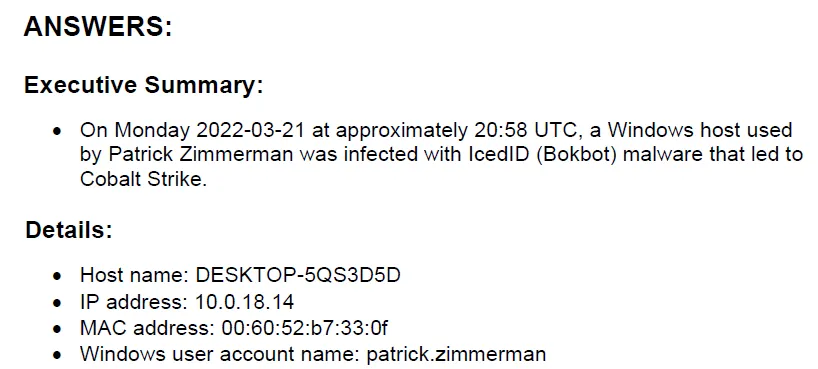 ANSWERS:
Executive Summary:
• On Monday 2022-03-21 at approximately 20:58 UTC, a Windows host used
by Patrick Zimmerman was infected with IcedID (Bokbot) malware that led to
Cobalt Strike.
Details:
• Host name: DESKTOP-5QS3D5D
• IP address: 10.0.18.14
• MAC address: 00:60:52:b7:33:0f
• Windows user account name: patrick.zimmerman